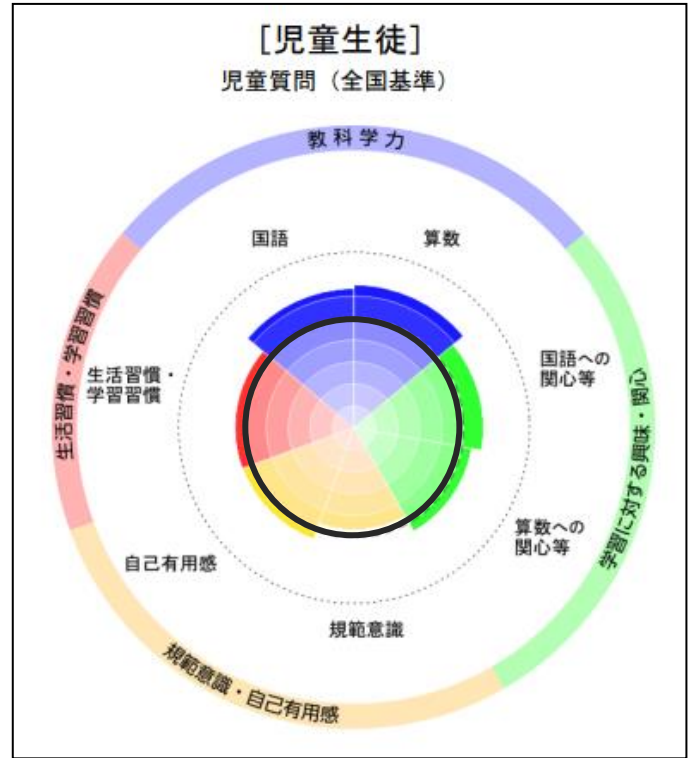 [児童生徒]
児童質問（全国基準）
教科学力
国語
算数
生活習慣・学習習慣
生活習慣・
学習習慣
国語への
関心等
学習に対する興味・関心
算数への
関心等
自己有用感
規範意識
規範意識・自己有用感